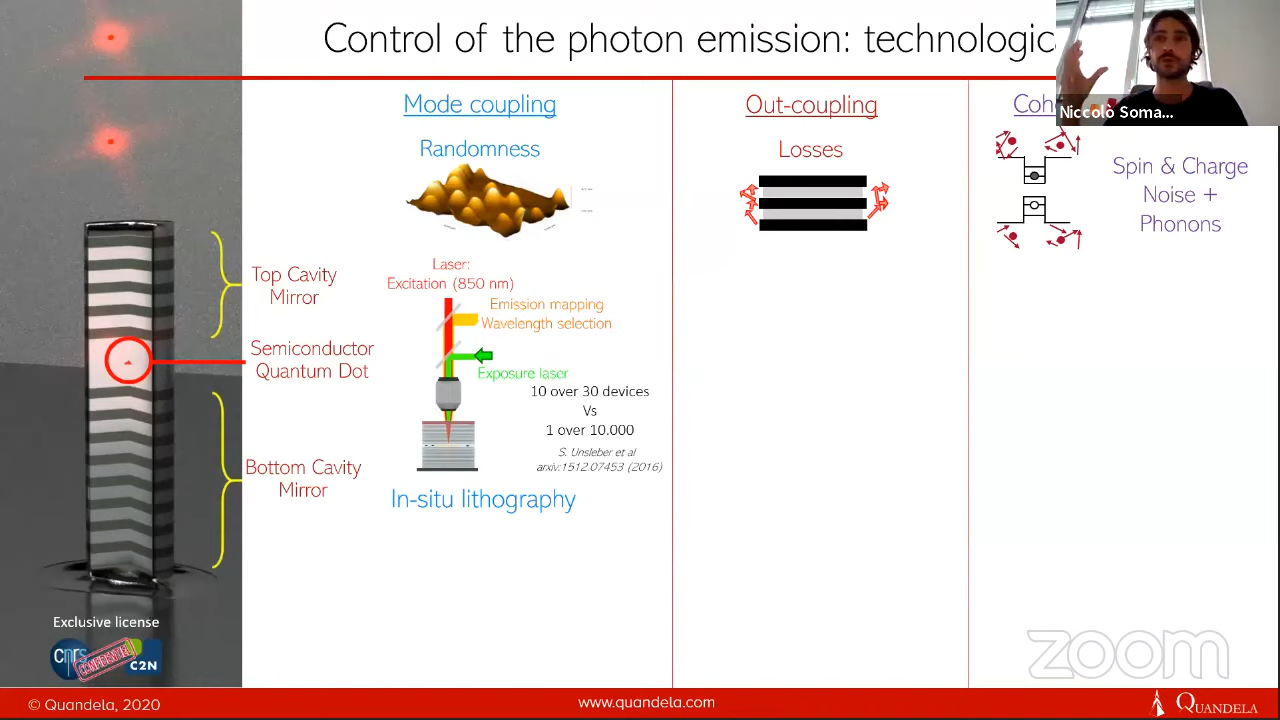 Control of the photon emission: technologic
Niccolò Soma...
Mode coupling
Randomness
Out-coupling
Losses
Coh
Spin & Charge
Noise +
Phonons
Top Cavity
Mirror
Semiconductor
Quantum Dot
Bottom Cavity
Mirror
Laser:
Excitation (850 nm)
Emission mapping
Wavelength selection
Exposure laser
10 over 30 devices
Vs
1 over 10.000
S. Unsleber et al
arxiv:1512.07453 (2016)
In-situ lithography
Exclusive license
cnrs
CONFIDENTIEL
C2N
zoom
© Quandela, 2020
www.quandela.com
QUANDELA